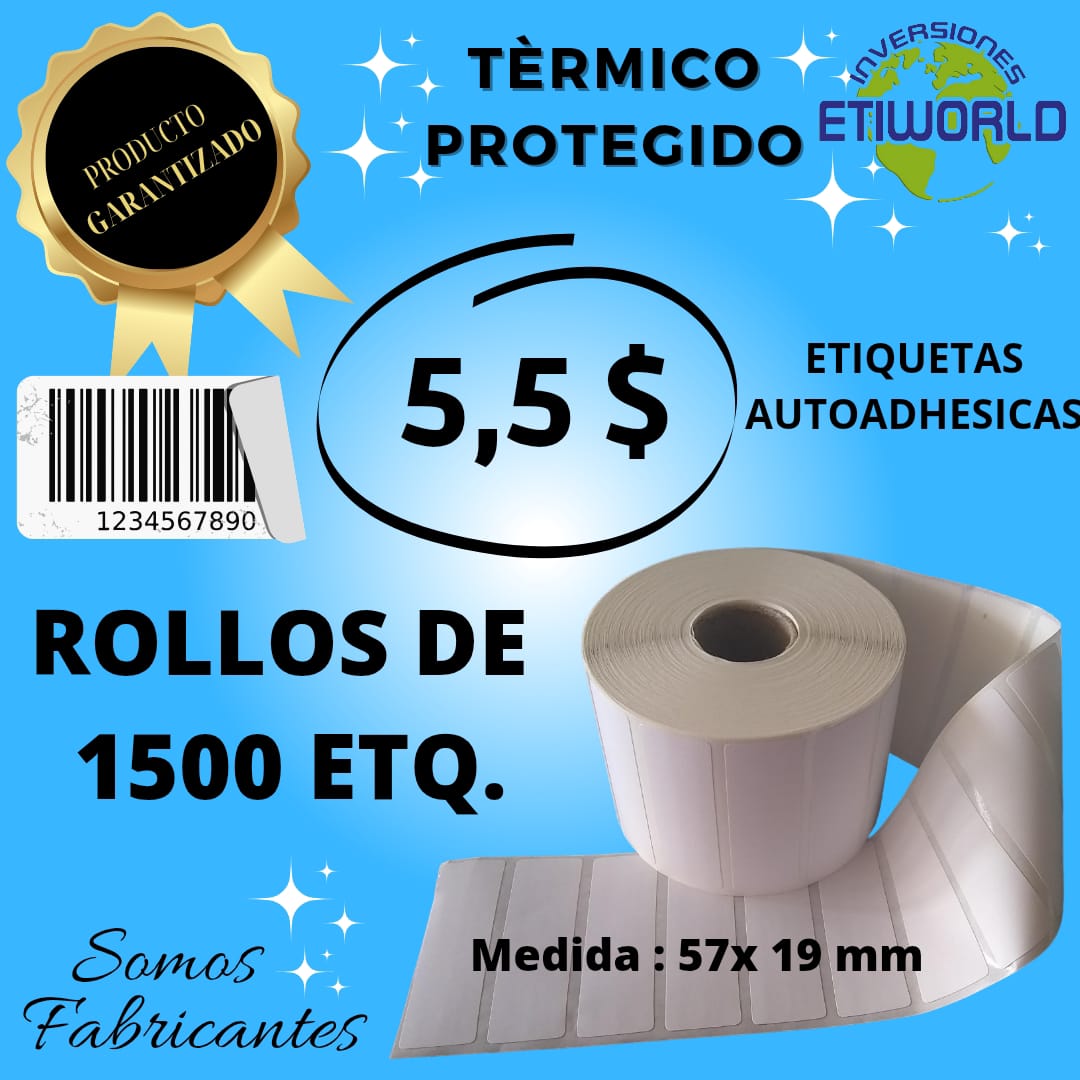 PRODUCTO
GARANTIZADO
TÈRMICO
PROTEGIDO
INVERSIONES
ETIWORLD
5,5 $
ETIQUETAS
AUTOADHESICAS
1234567890
ROLLOS DE
1500 ETQ.
Medida : 57x 19 mm
Somos
Fabricantes